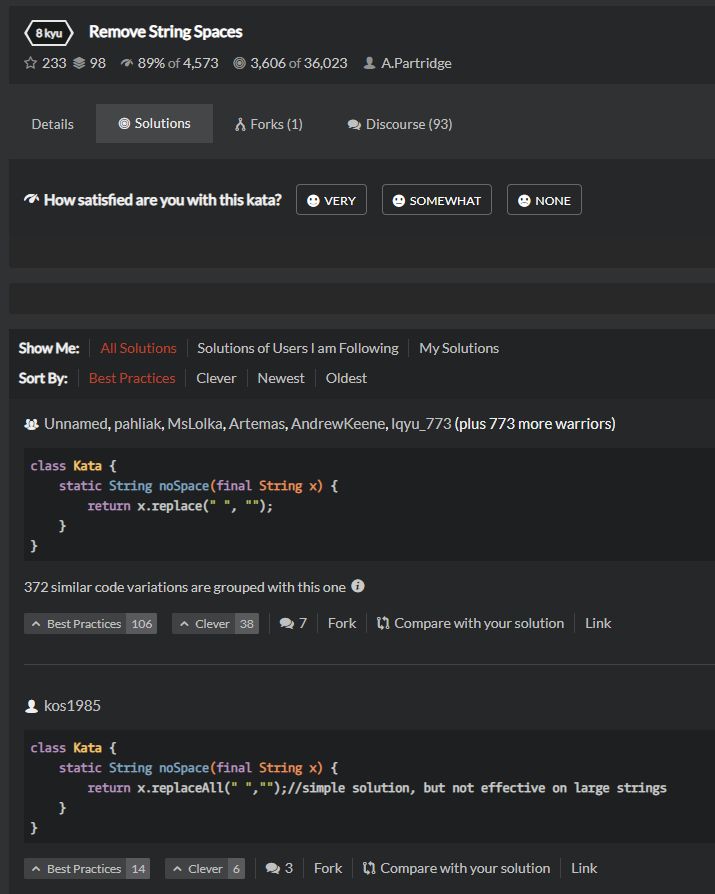 8 kyu Remove String Spaces
233 98 89% of 4,573 3,606 of 36,023 A.Partridge
Details Solutions Forks (1) Discourse (93)
How satisfied are you with this kata? VERY SOMEWHAT NONE
Show Me: All Solutions Solutions of Users I am Following My Solutions
Sort By: Best Practices Clever Newest Oldest
Unnamed, pahliak, MsLolka, Artemas, AndrewKeene, Iqyu_773 (plus 773 more warriors)
class Kata {
    static String noSpace(final String x) {
        return x.replace(" ", "");
    }
}
372 similar code variations are grouped with this one
Best Practices 106 Clever 38 7 Fork Compare with your solution Link
kos1985
class Kata {
    static String noSpace(final String x) {
        return x.replaceAll(" ","");//simple solution, but not effective on large strings
    }
}
Best Practices 14 Clever 6 3 Fork Compare with your solution Link